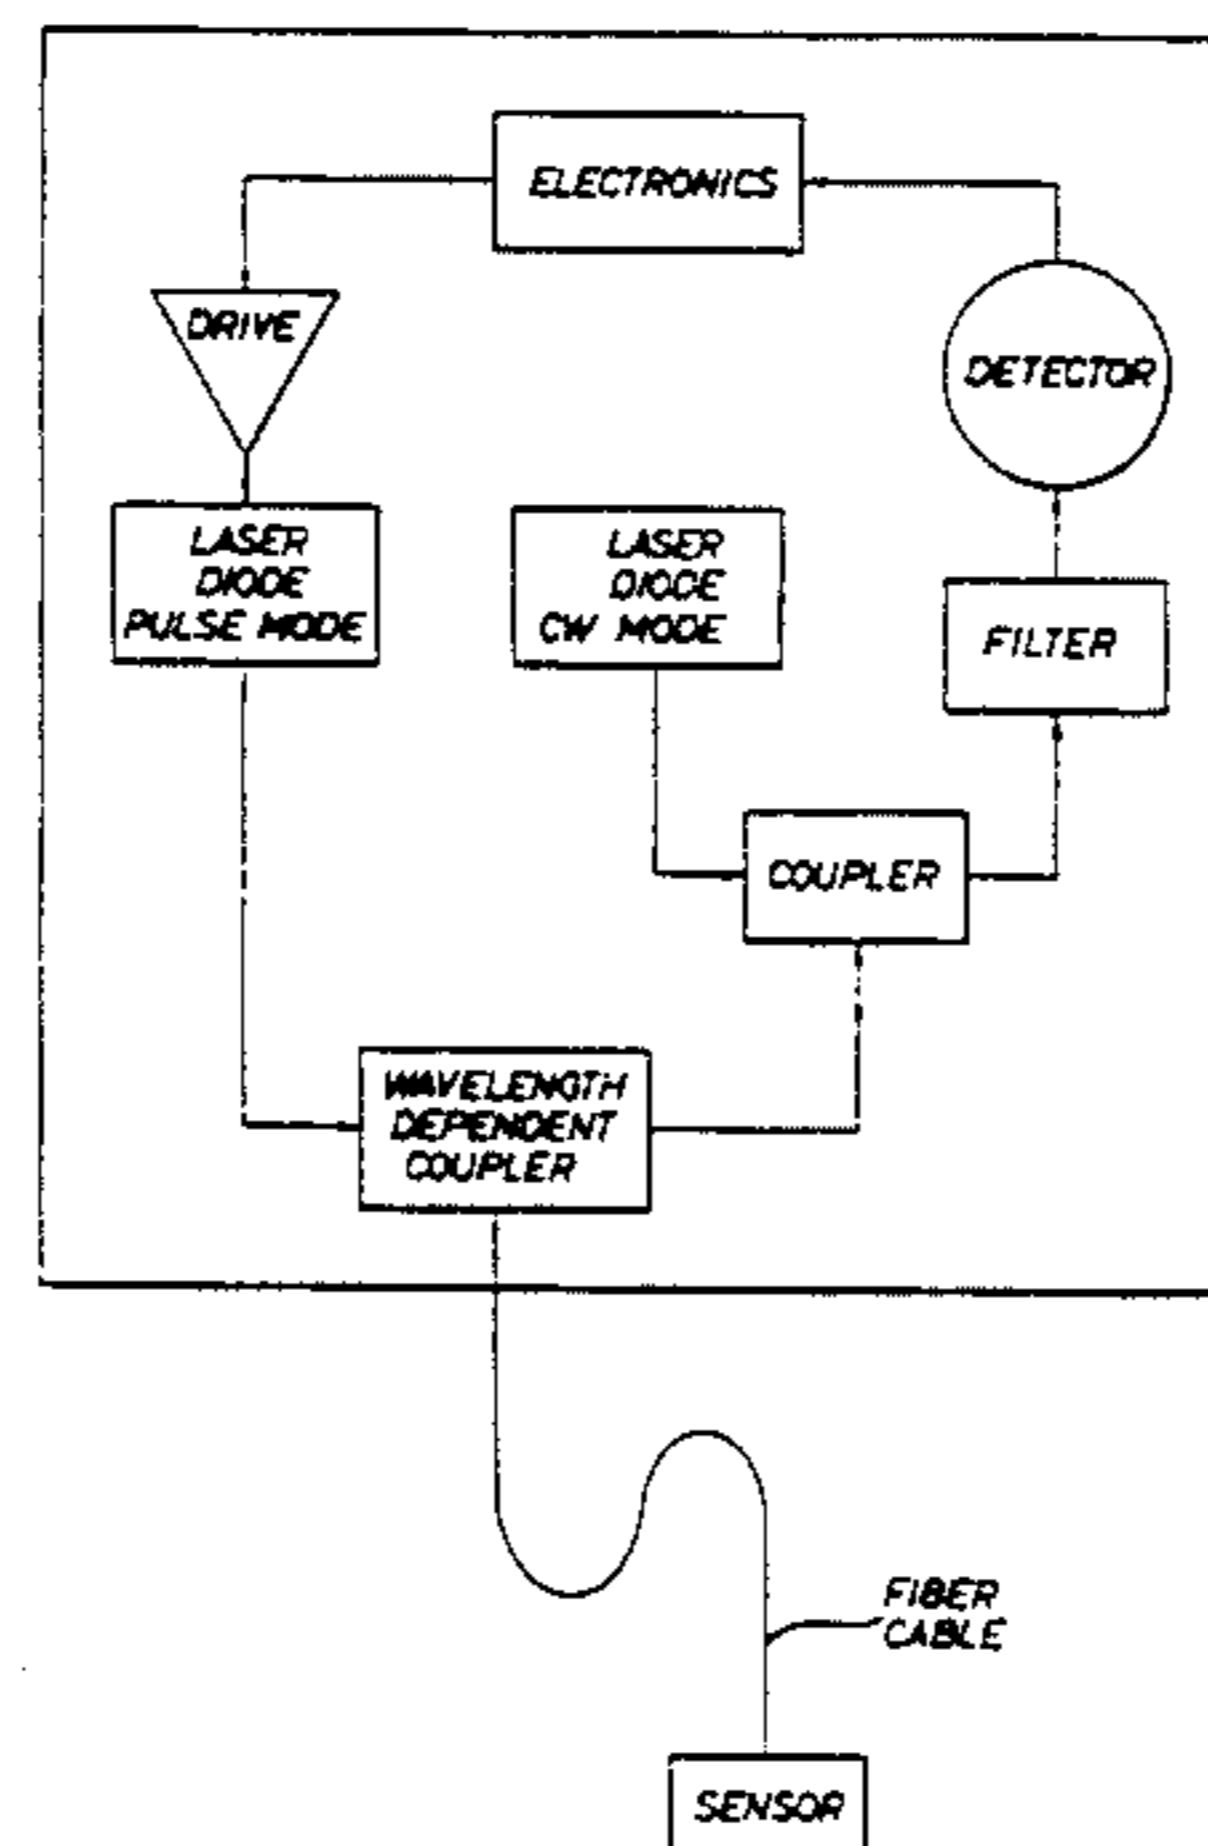 ELECTRONICS
DRIVE
DETECTOR
LASER
DIODE
PULSE MODE
LASER
DIODE
CW MODE
FILTER
COUPLER
WAVELENGTH
DEPENDENT
COUPLER
FIBER
CABLE
SENSOR